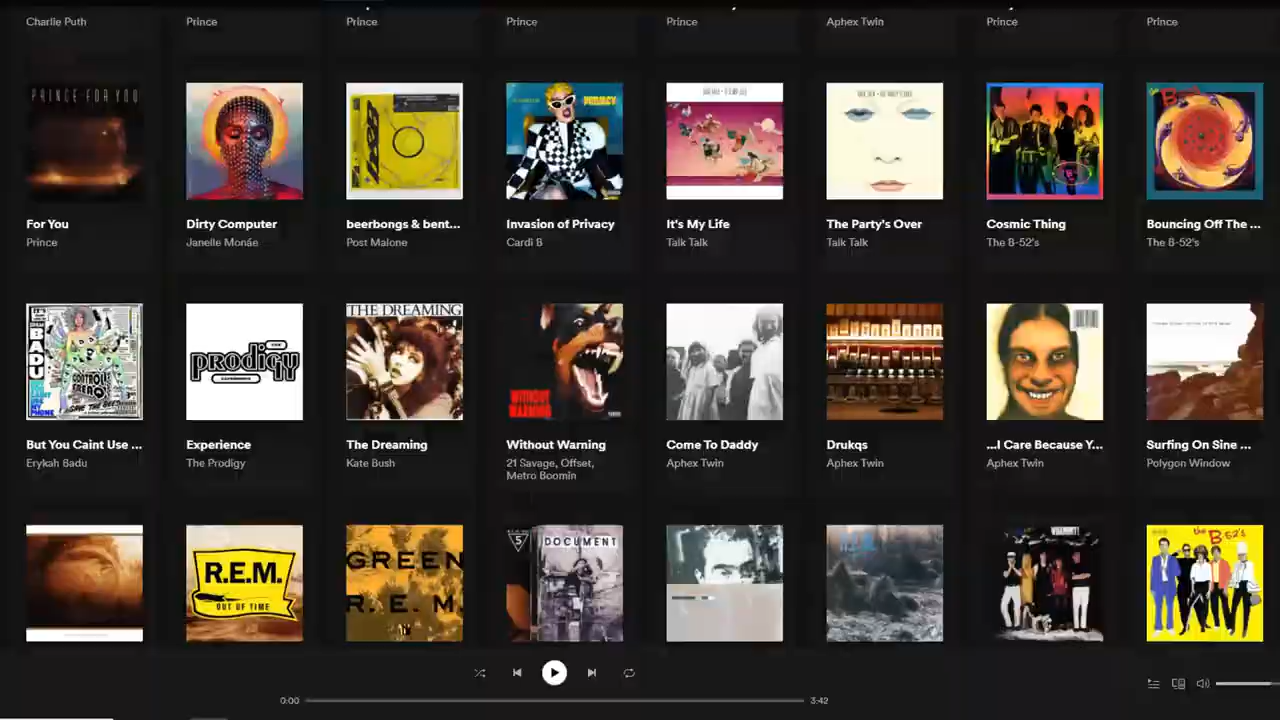 Charlie Puth
Prince
Prince
Prince
Prince
Aphex Twin
Prince
Prince
PRINCE FOR YOU
PRIVACY
For You
Dirty Computer
beerbongs & bent...
Invasion of Privacy
It's My Life
The Party's Over
Cosmic Thing
Bouncing Off The ...
Prince
Janelle Monáe
Post Malone
Cardi B
Talk Talk
Talk Talk
The B-52's
The B-52's
BADU
prodigy
THE DREAMING
WITHOUT
WARNING
But You Caint Use ...
Experience
The Dreaming
Without Warning
Come To Daddy
Drukqs
...I Care Because Y...
Surfing On Sine ...
Erykah Badu
The Prodigy
Kate Bush
21 Savage, Offset,
Metro Boomin
Aphex Twin
Aphex Twin
Aphex Twin
Polygon Window
R.E.M.
OUT OF TIME
GREEN
R. E. M.
5
DOCUMENT
the B-52's
0:00
3:42